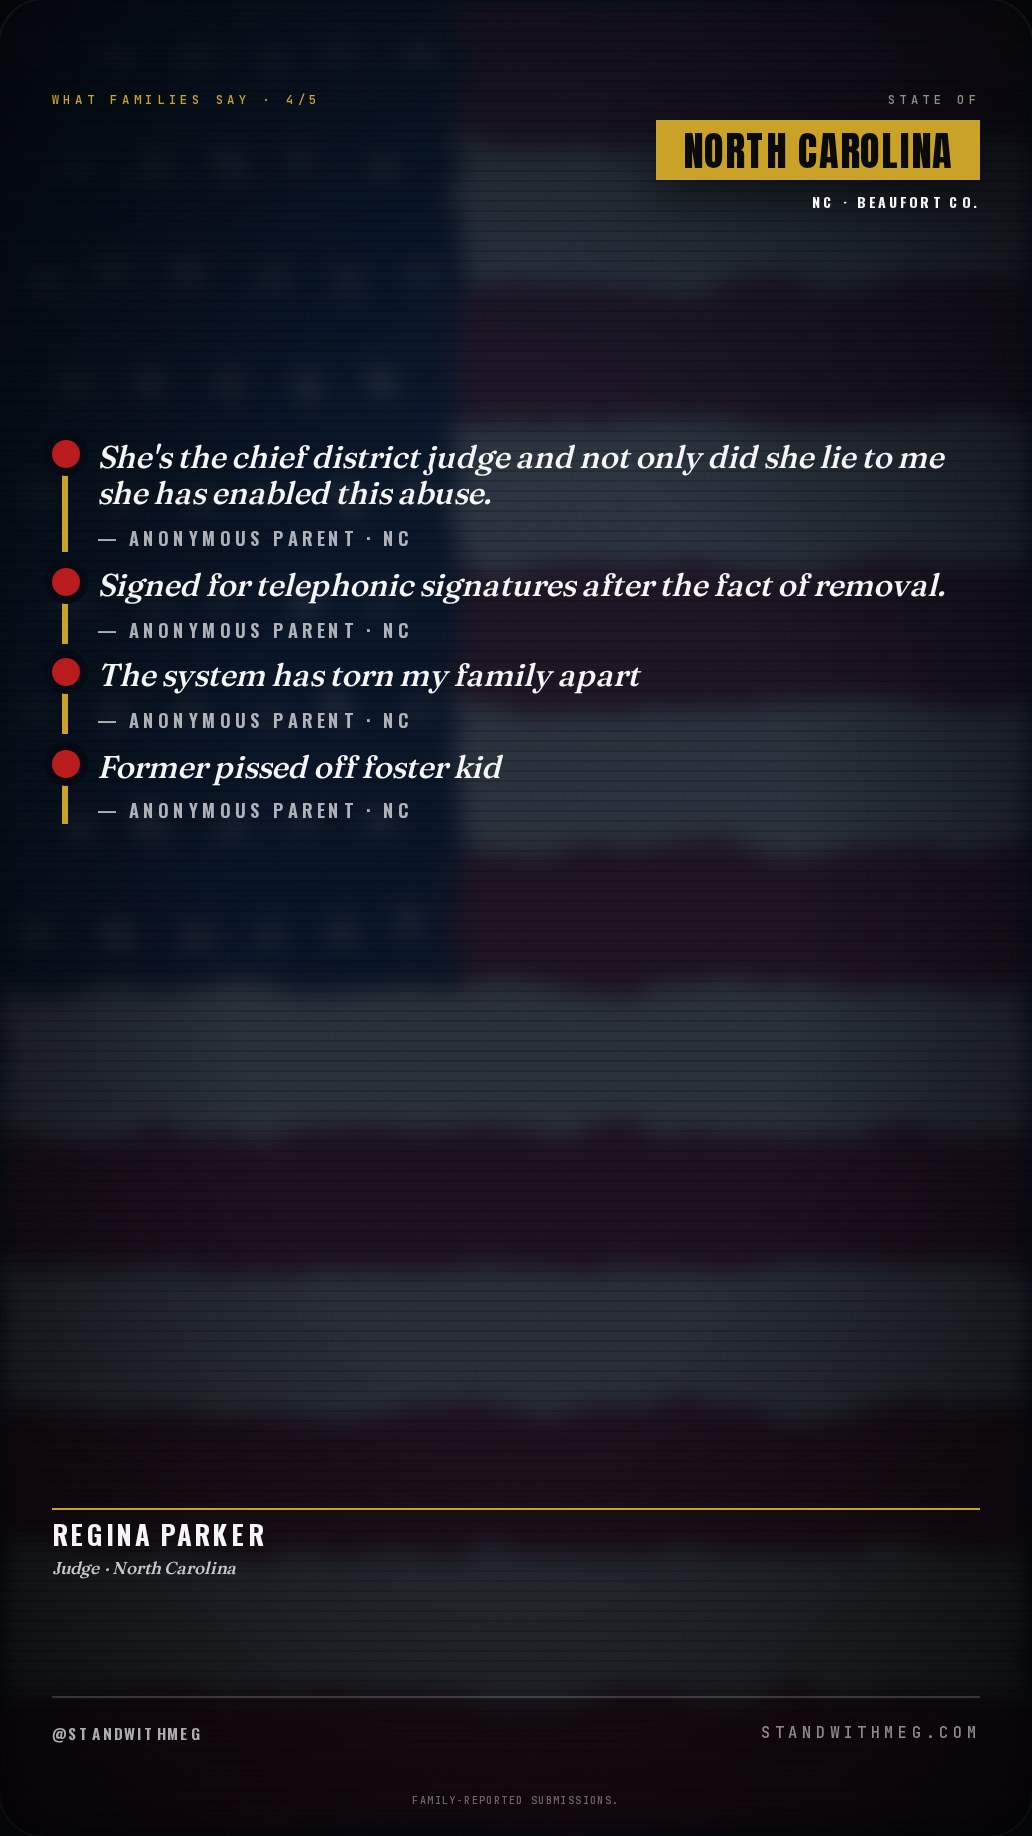 WHAT FAMILIES SAY · 4/5
STATE OF
NORTH CAROLINA
NC · BEAUFORT CO.
She's the chief district judge and not only did she lie to me
she has enabled this abuse.
— ANONYMOUS PARENT · NC
Signed for telephonic signatures after the fact of removal.
— ANONYMOUS PARENT · NC
The system has torn my family apart
— ANONYMOUS PARENT · NC
Former pissed off foster kid
— ANONYMOUS PARENT · NC
REGINA PARKER
Judge · North Carolina
@STANDWITHMEG
STANDWITHMEG.COM
FAMILY-REPORTED SUBMISSIONS.